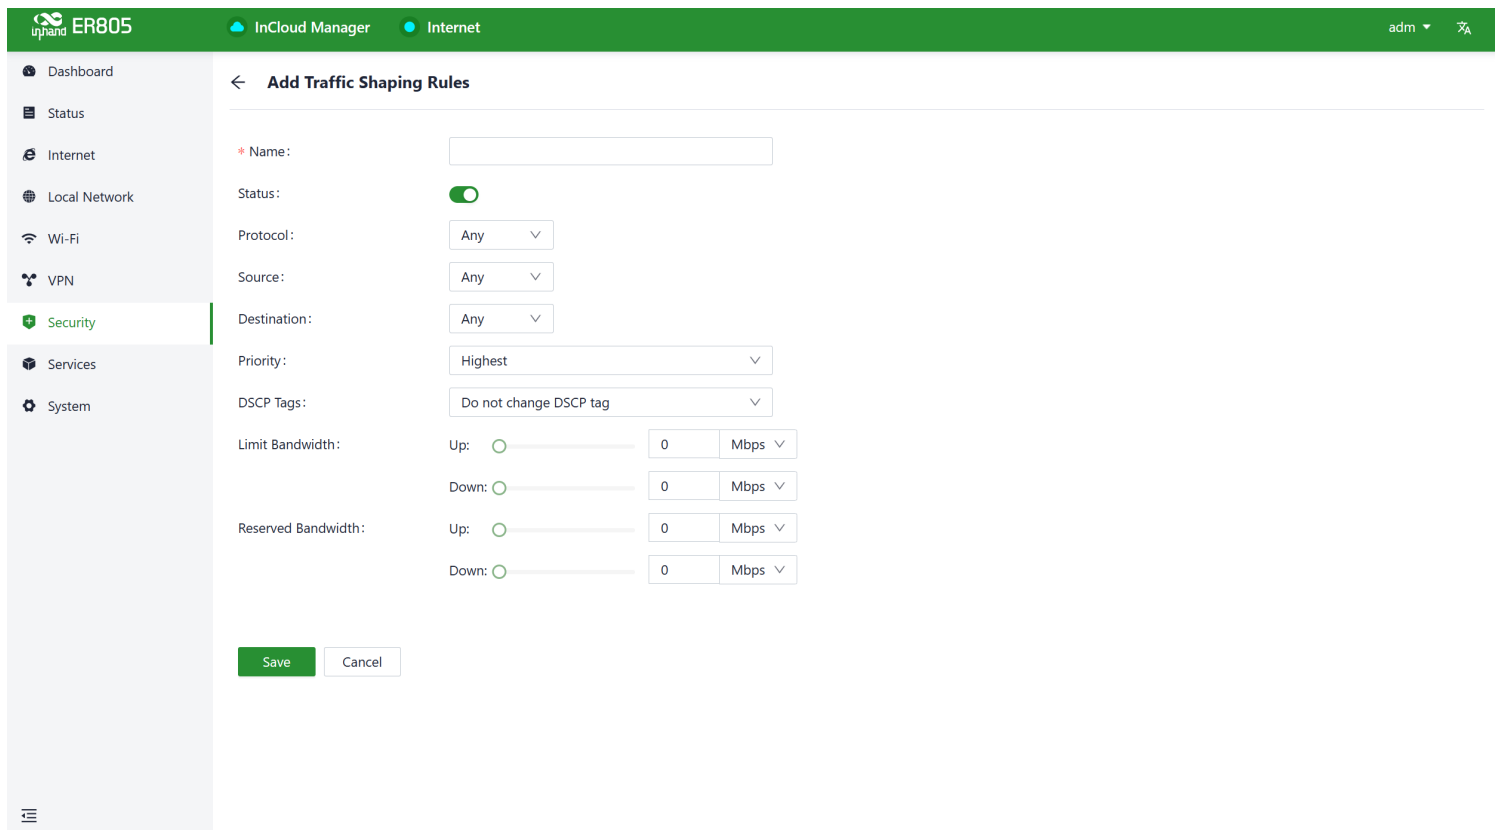 inhand ER805
InCloud Manager
Internet
adm
Dashboard
Status
Internet
Local Network
Wi-Fi
VPN
Security
Services
System
Add Traffic Shaping Rules
* Name:
Status:
Protocol: Any
Source: Any
Destination: Any
Priority: Highest
DSCP Tags: Do not change DSCP tag
Limit Bandwidth: Up: 0 Mbps
Down: 0 Mbps
Reserved Bandwidth: Up: 0 Mbps
Down: 0 Mbps
Save Cancel